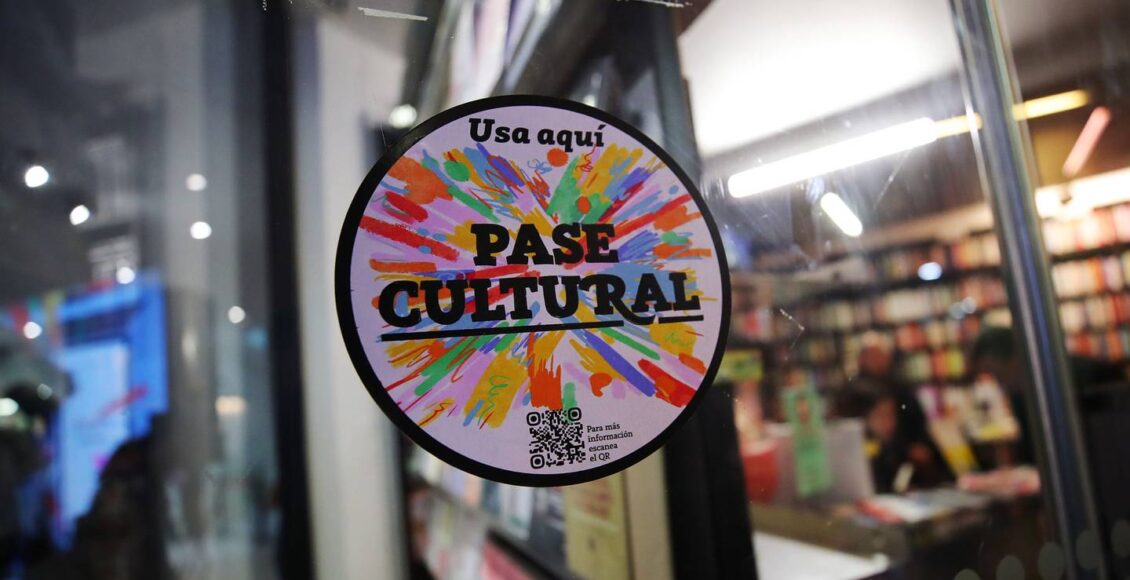 Usa aquí
PASE
CULTURAL
Para más
información
escanea
el QR